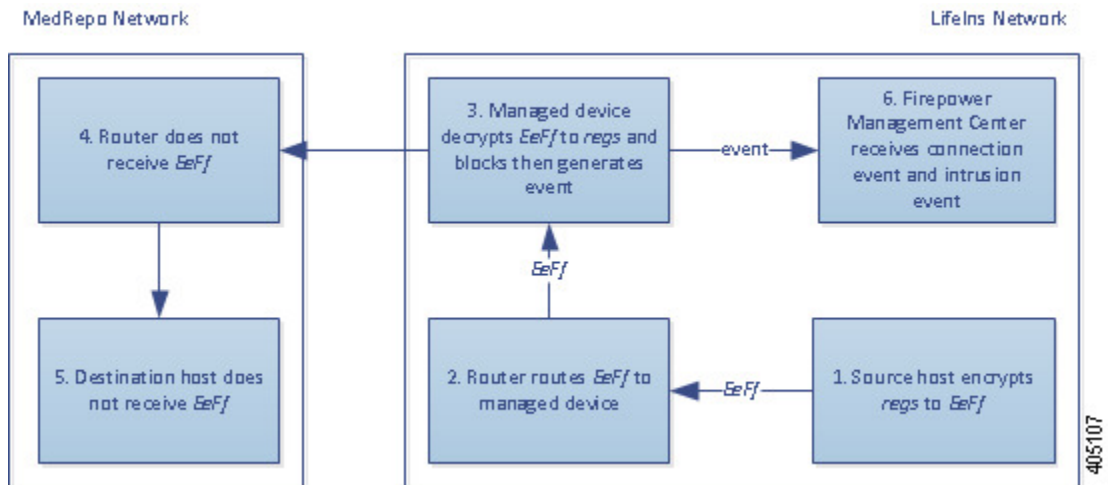 MedRepo Network
LifeIns Network
4. Router does not
receive EeFf
3. Managed device
decrypts EeFf to regs and
blocks then generates
event
event
6. Firepower
Management Center
receives connection
event and intrusion
event
EeFf
5. Destination host does
not receive EeFf
2. Router routes EeFf to
managed device
EeFf
1. Source host encrypts
regs to EeFf
405107